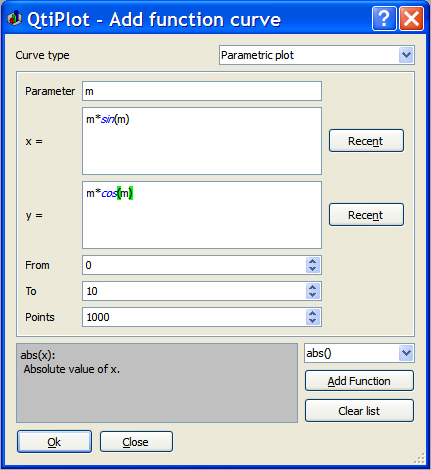 QtiPlot - Add function curve
Curve type Parametric plot
Parameter m
x = m*sin(m) Recent
y = m*cos(m) Recent
From 0
To 10
Points 1000
abs(x):
Absolute value of x.
abs()
Add Function
Clear list
Ok Close